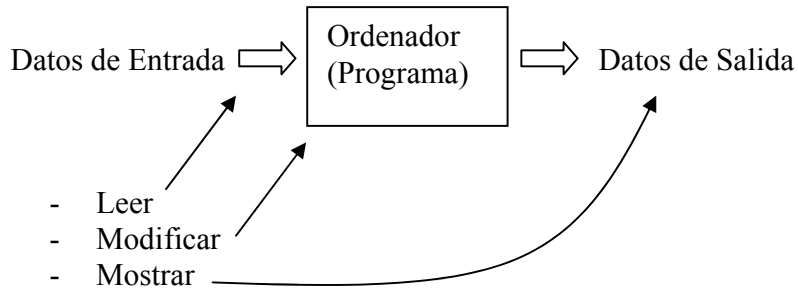 Datos de Entrada
Ordenador
(Programa)
Datos de Salida
- Leer
- Modificar
- Mostrar